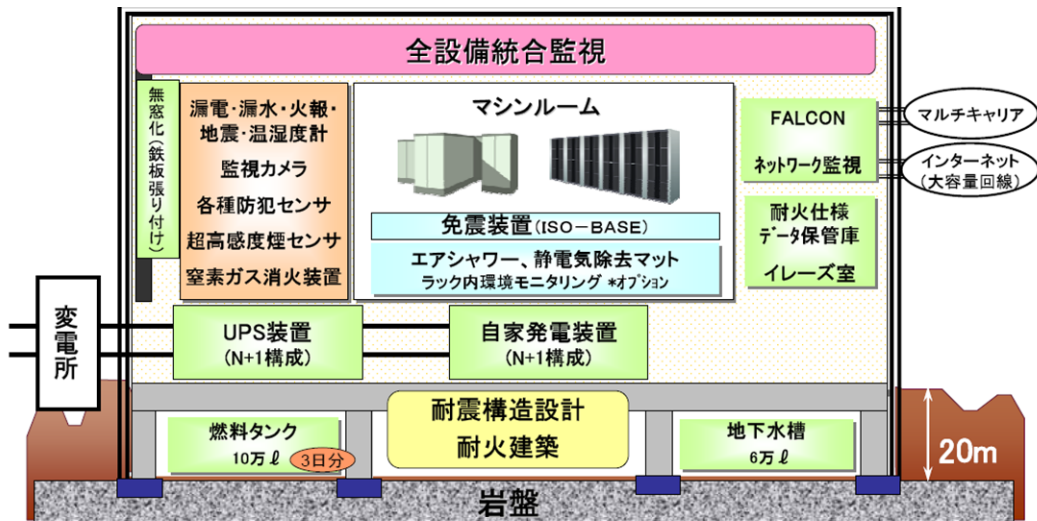 全設備統合監視
無窓化(鉄板張り付け)
漏電・漏水・火報・
地震・温湿度計
監視カメラ
各種防犯センサ
超高感度煙センサ
窒素ガス消火装置
マシンルーム
免震装置(ISO-BASE)
エアシャワー、静電気除去マット
ラック内環境モニタリング *オプション
FALCON
ネットワーク監視
マルチキャリア
インターネット
(大容量回線)
耐火仕様
データ保管庫
イレーズ室
変電所
UPS装置
(N+1構成)
自家発電装置
(N+1構成)
耐震構造設計
耐火建築
燃料タンク
10万ℓ 3日分
地下水槽
6万ℓ
20m
岩盤